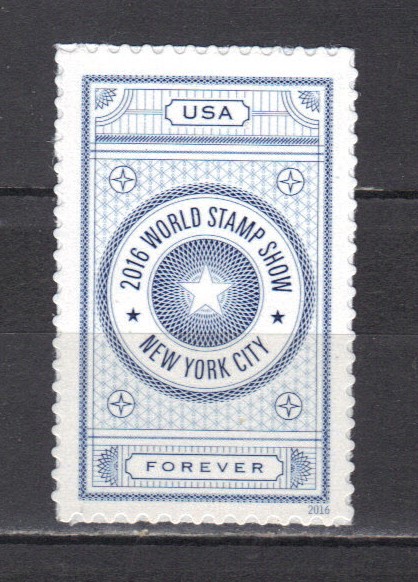 USA
2016 WORLD STAMP SHOW
NEW YORK CITY
FOREVER
2016